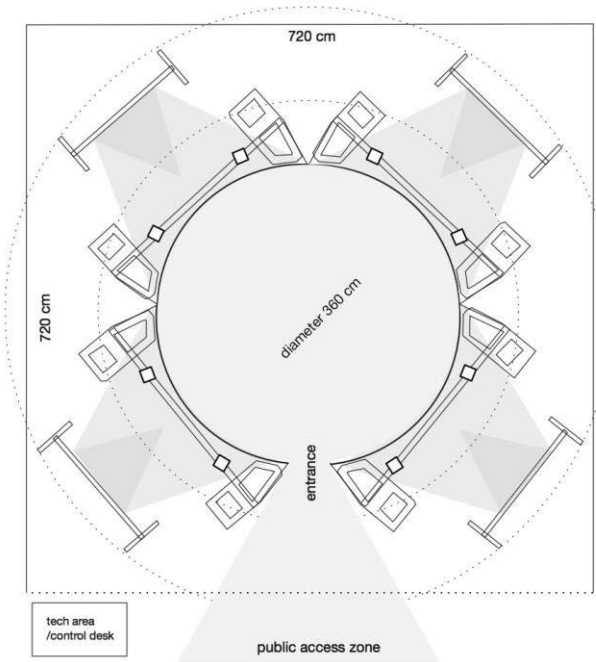 720 cm
720 cm
diameter 360 cm
entrance
tech area
/control desk
public access zone